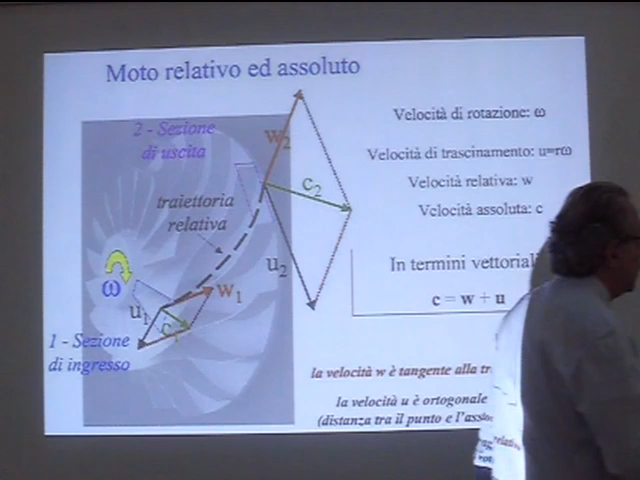 Moto relativo ed assoluto
2 - Sezione
di uscita
traiettoria
relativa
ω
1 - Sezione
di ingresso
w2
c2
u2
w1
u1
c1
Velocità di rotazione: ω
Velocità di trascinamento: u=rω
Velocità relativa: w
Velocità assoluta: c
In termini vettoriali
c = w + u
la velocità w è tangente alla
la velocità u è ortogonale
(distanza tra il punto e l'asse
relativa